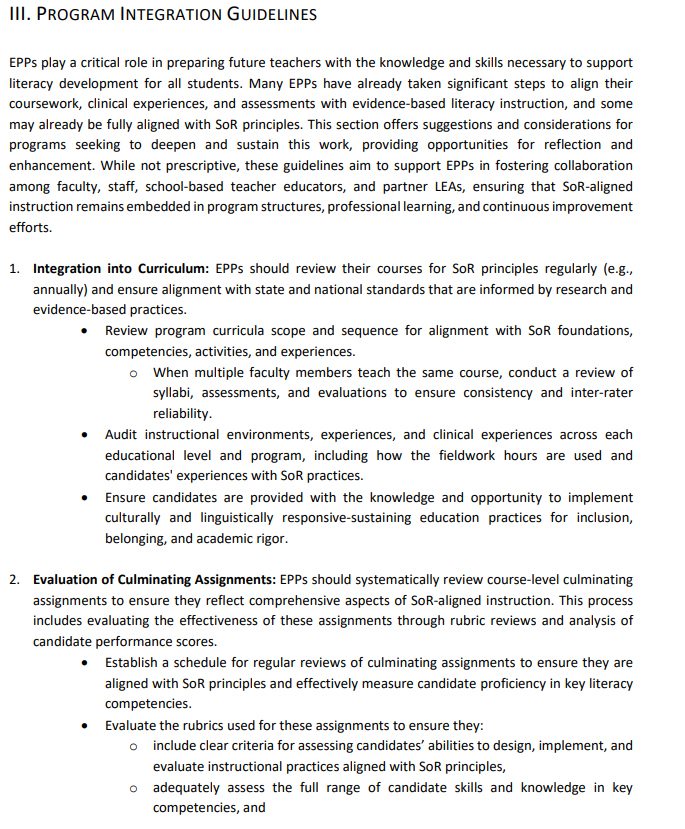 III. PROGRAM INTEGRATION GUIDELINES
EPPs play a critical role in preparing future teachers with the knowledge and skills necessary to support
literacy development for all students. Many EPPs have already taken significant steps to align their
coursework, clinical experiences, and assessments with evidence-based literacy instruction, and some
may already be fully aligned with SoR principles. This section offers suggestions and considerations for
programs seeking to deepen and sustain this work, providing opportunities for reflection and
enhancement. While not prescriptive, these guidelines aim to support EPPs in fostering collaboration
among faculty, staff, school-based teacher educators, and partner LEAs, ensuring that SoR-aligned
instruction remains embedded in program structures, professional learning, and continuous improvement
efforts.
1. Integration into Curriculum: EPPs should review their courses for SoR principles regularly (e.g.,
annually) and ensure alignment with state and national standards that are informed by research and
evidence-based practices.
• Review program curricula scope and sequence for alignment with SoR foundations,
competencies, activities, and experiences.
o When multiple faculty members teach the same course, conduct a review of
syllabi, assessments, and evaluations to ensure consistency and inter-rater
reliability.
• Audit instructional environments, experiences, and clinical experiences across each
educational level and program, including how the fieldwork hours are used and
candidates' experiences with SoR practices.
• Ensure candidates are provided with the knowledge and opportunity to implement
culturally and linguistically responsive-sustaining education practices for inclusion,
belonging, and academic rigor.
2. Evaluation of Culminating Assignments: EPPs should systematically review course-level culminating
assignments to ensure they reflect comprehensive aspects of SoR-aligned instruction. This process
includes evaluating the effectiveness of these assignments through rubric reviews and analysis of
candidate performance scores.
• Establish a schedule for regular reviews of culminating assignments to ensure they are
aligned with SoR principles and effectively measure candidate proficiency in key literacy
competencies.
• Evaluate the rubrics used for these assignments to ensure they:
o include clear criteria for assessing candidates’ abilities to design, implement, and
evaluate instructional practices aligned with SoR principles,
o adequately assess the full range of candidate skills and knowledge in key
competencies, and